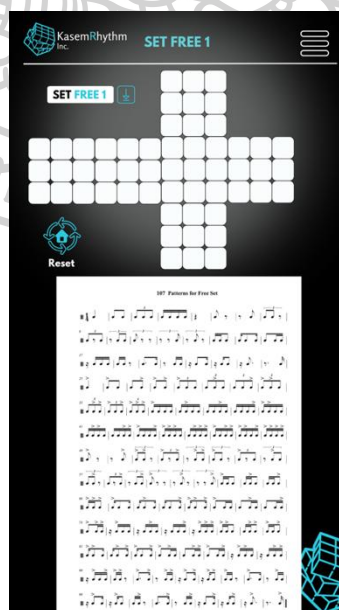 KasemRhythm
Inc.
SET FREE 1
SET FREE 1
Reset
107 Patterns for Free Set